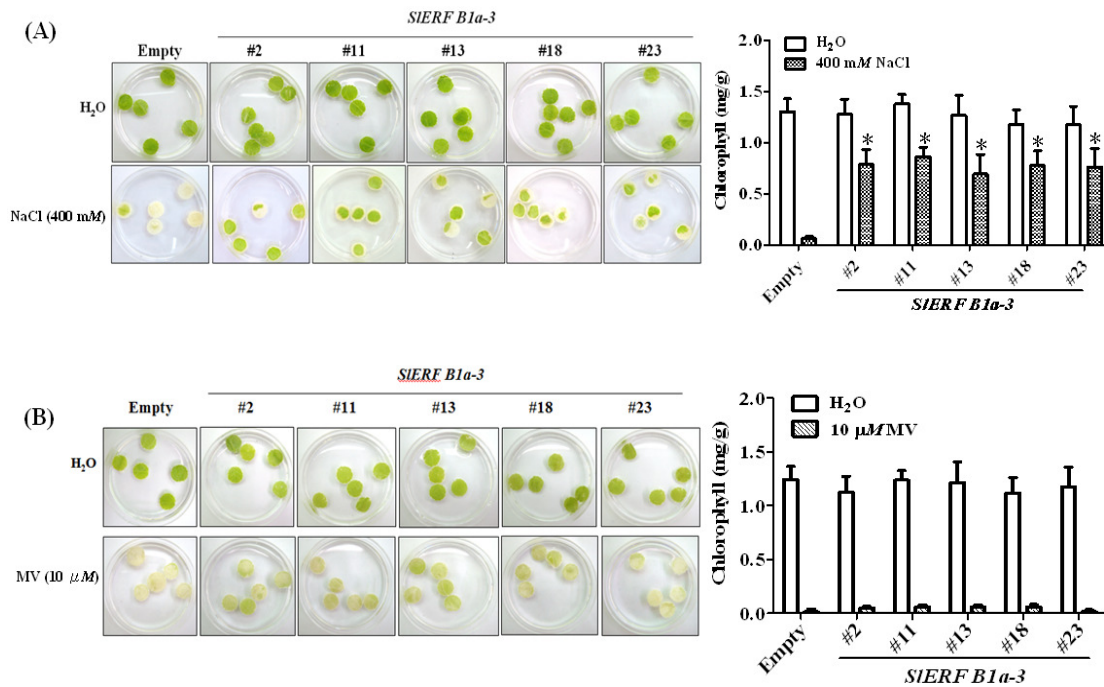 (A)
SlERF B1a-3
Empty #2 #11 #13 #18 #23
H₂O
NaCl (400 mM)
Chlorophyll (mg/g)
2.0
1.5
1.0
0.5
0.0
H₂O
400 mM NaCl
* * * * *
Empty #2 #11 #13 #18 #23
SlERF B1a-3
(B)
SlERF B1a-3
Empty #2 #11 #13 #18 #23
H₂O
MV (10 μM)
Chlorophyll (mg/g)
2.0
1.5
1.0
0.5
0.0
H₂O
10 μM MV
Empty #2 #11 #13 #18 #23
SlERF B1a-3